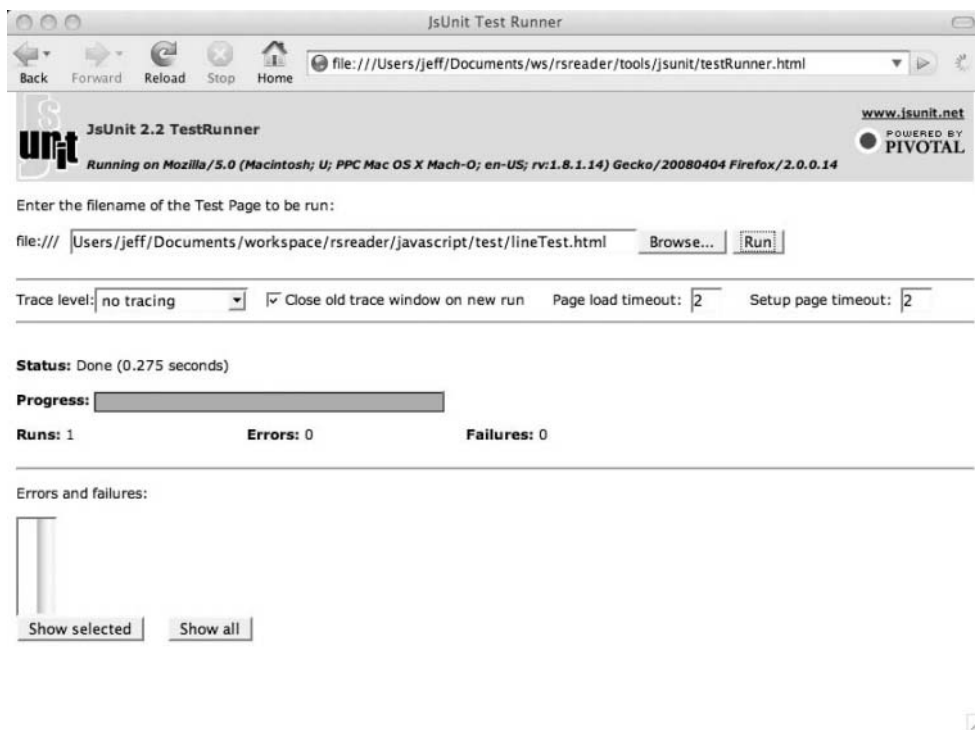 JsUnit Test Runner
Back Forward Reload Stop Home file:///Users/jeff/Documents/ws/rsreader/tools/jsunit/testRunner.html
www.jsunit.net
JsUnit 2.2 TestRunner
POWERED BY
PIVOTAL
Js
unit
Running on Mozilla/5.0 (Macintosh; U; PPC Mac OS X Mach-O; en-US; rv:1.8.1.14) Gecko/20080404 Firefox/2.0.0.14
Enter the filename of the Test Page to be run:
file:/// Users/jeff/Documents/workspace/rsreader/javascript/test/lineTest.html Browse... Run
Trace level: no tracing Close old trace window on new run Page load timeout: 2 Setup page timeout: 2
Status: Done (0.275 seconds)
Progress:
Runs: 1 Errors: 0 Failures: 0
Errors and failures:
Show selected Show all